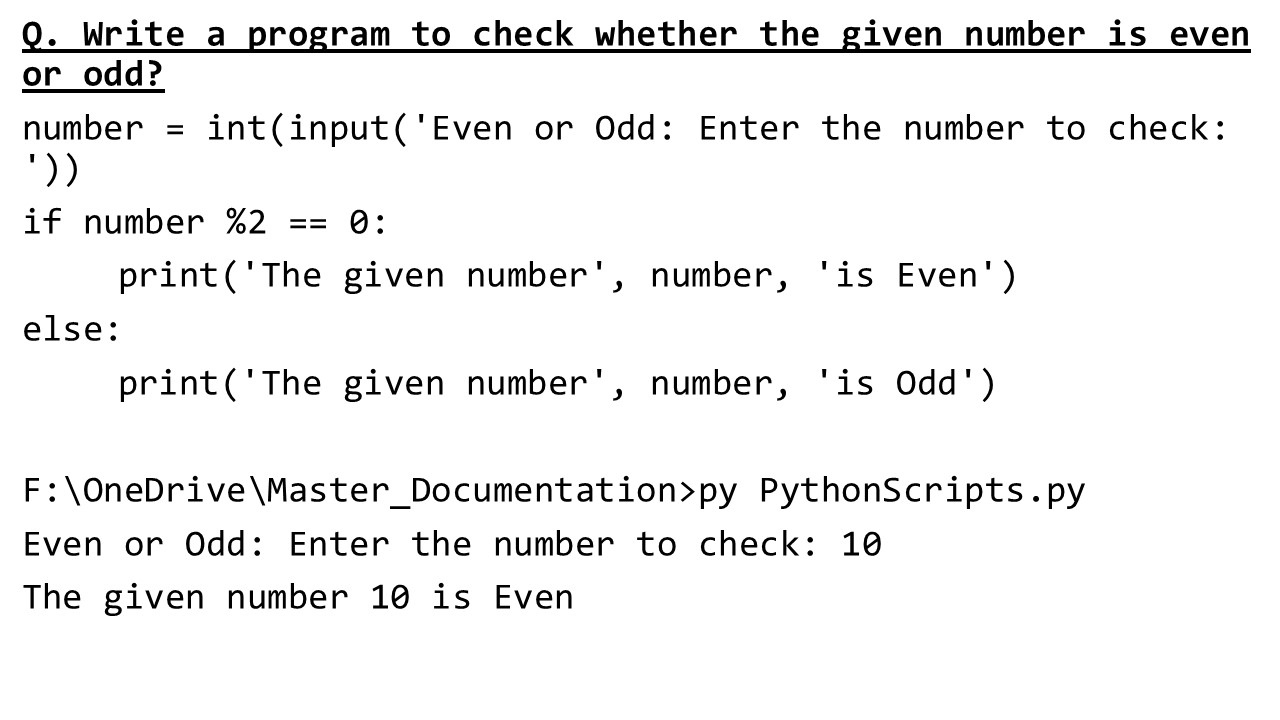 Q. Write a program to check whether the given number is even
or odd?
number = int(input('Even or Odd: Enter the number to check:
'))
if number %2 == 0:
print('The given number', number, 'is Even')
else:
print('The given number', number, 'is Odd')
F:\OneDrive\Master_Documentation>py PythonScripts.py
Even or Odd: Enter the number to check: 10
The given number 10 is Even